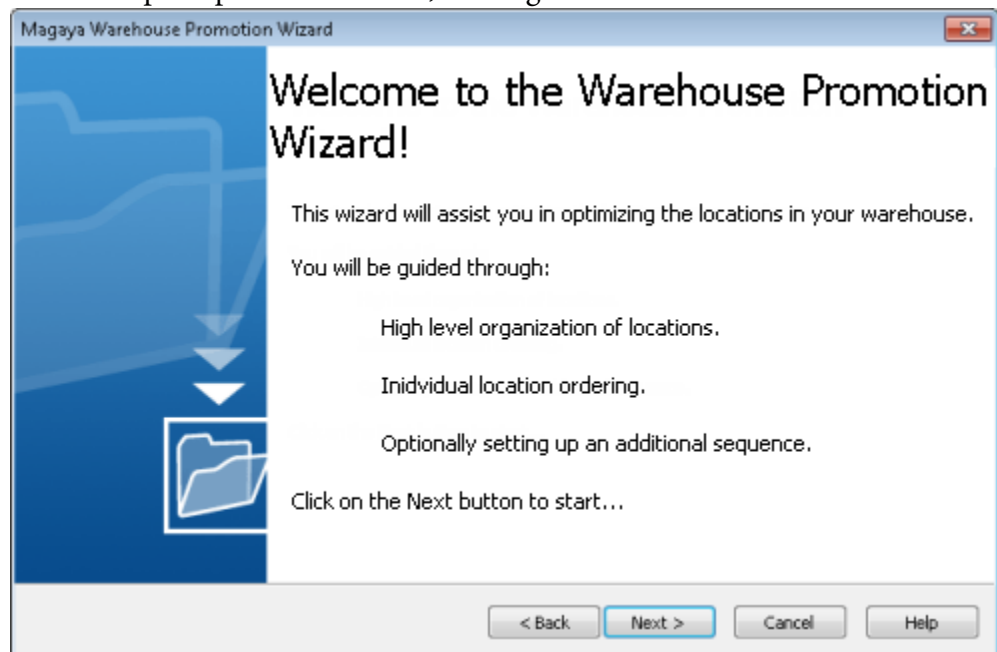 Magaya Warehouse Promotion Wizard
Welcome to the Warehouse Promotion
Wizard!
This wizard will assist you in optimizing the locations in your warehouse.
You will be guided through:
High level organization of locations.
Inidvidual location ordering.
Optionally setting up an additional sequence.
Click on the Next button to start...
< Back Next > Cancel Help